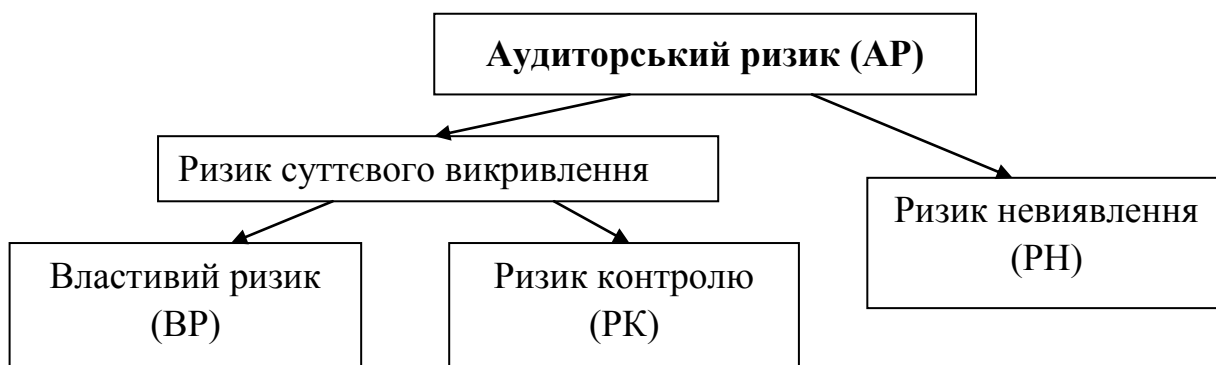 Аудиторський ризик (АР)
Ризик суттєвого викривлення
Ризик невиявлення
(РН)
Властивий ризик
(ВР)
Ризик контролю
(РК)